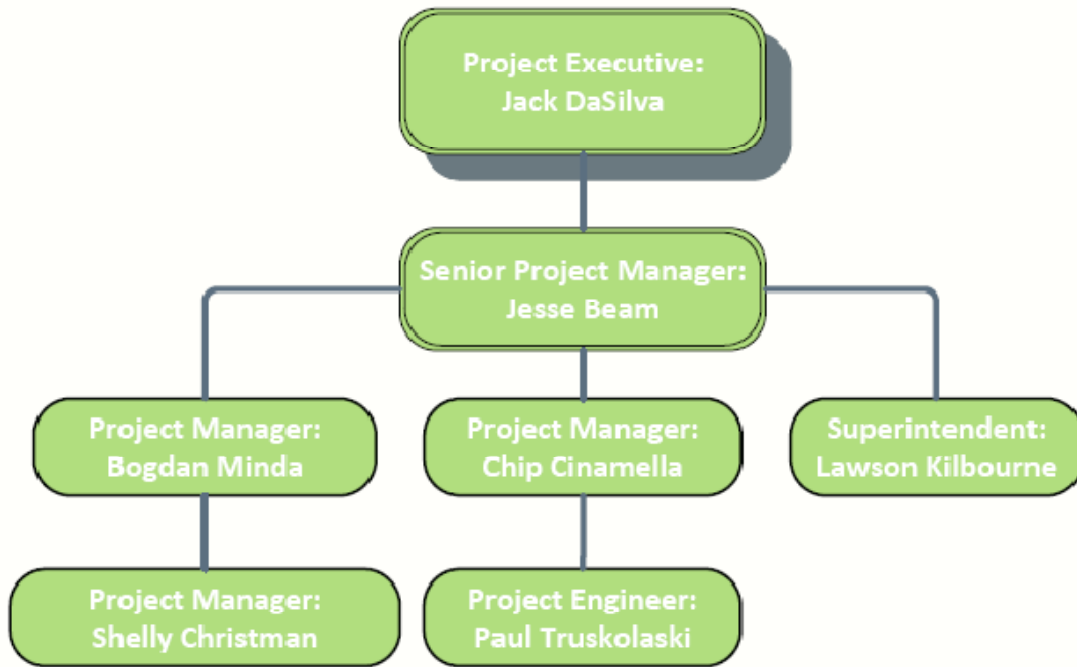 Project Executive:
Jack DaSilva
Senior Project Manager:
Jesse Beam
Project Manager:
Bogdan Minda
Project Manager:
Chip Cinamella
Superintendent:
Lawson Kilbourne
Project Manager:
Shelly Christman
Project Engineer:
Paul Truskolaski